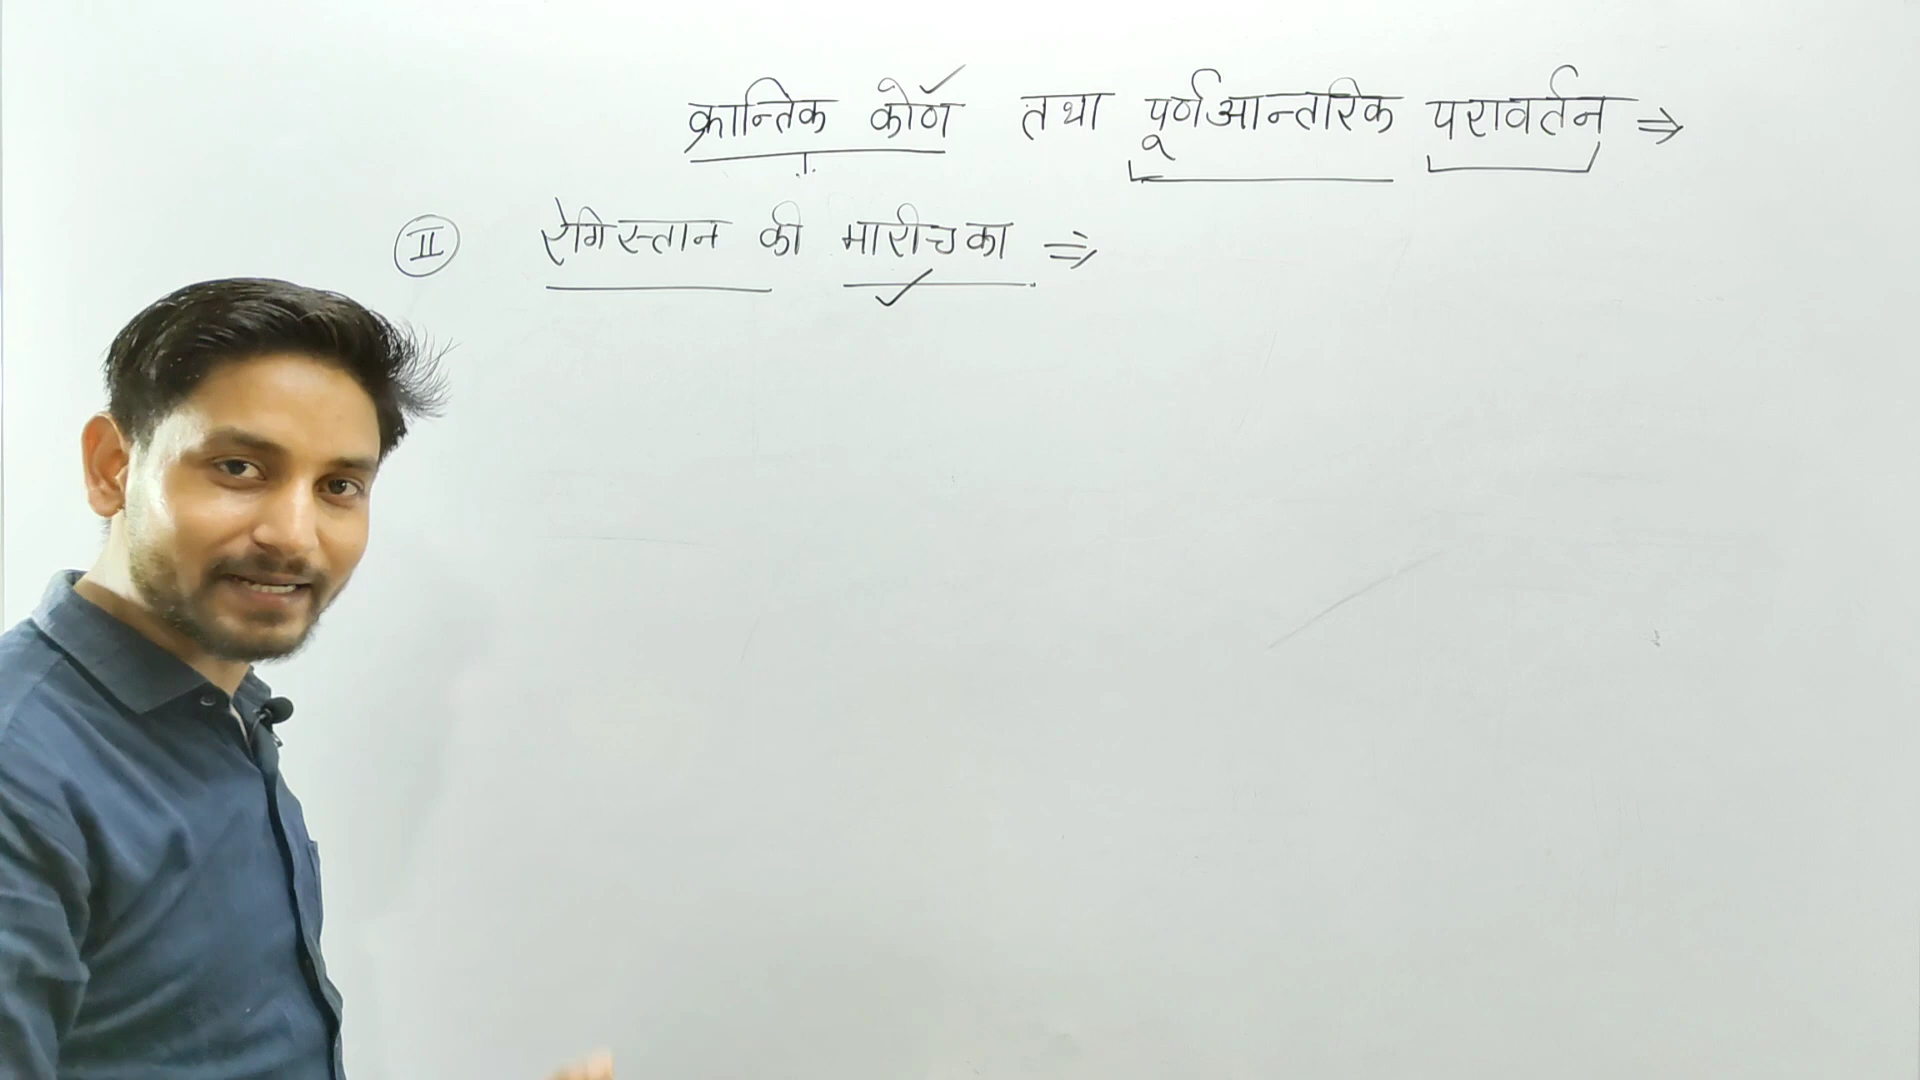 क्रान्तिक कोण तथा पूर्णआन्तरिक परावर्तन ⇒
II रेगिस्तान की मारीचका ⇒